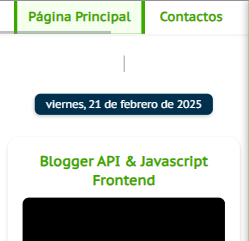 Página Principal
Contactos
viernes, 21 de febrero de 2025
Blogger API & Javascript
Frontend